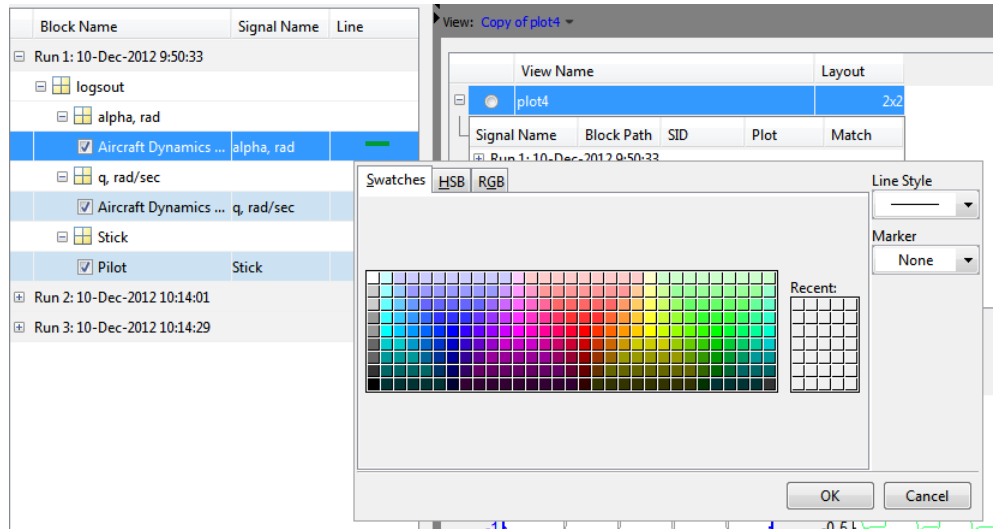 Block Name Signal Name Line
Run 1: 10-Dec-2012 9:50:33
logsout
alpha, rad
Aircraft Dynamics ... alpha, rad
q, rad/sec
Aircraft Dynamics ... q, rad/sec
Stick
Pilot Stick
Run 2: 10-Dec-2012 10:14:01
Run 3: 10-Dec-2012 10:14:29
View: Copy of plot4
View Name Layout
plot4 2x2
Signal Name Block Path SID Plot Match
Run 1: 10-Dec-2012 9:50:33
Swatches HSB RGB
Line Style
Marker
None
Recent:
OK Cancel
-1 -0.5